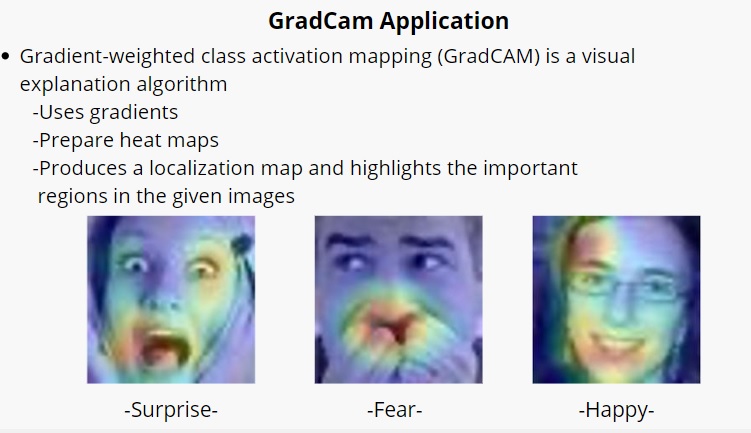 GradCam Application
• Gradient-weighted class activation mapping (GradCAM) is a visual
explanation algorithm
-Uses gradients
-Prepare heat maps
-Produces a localization map and highlights the important
regions in the given images
-Surprise-
-Fear-
-Happy-